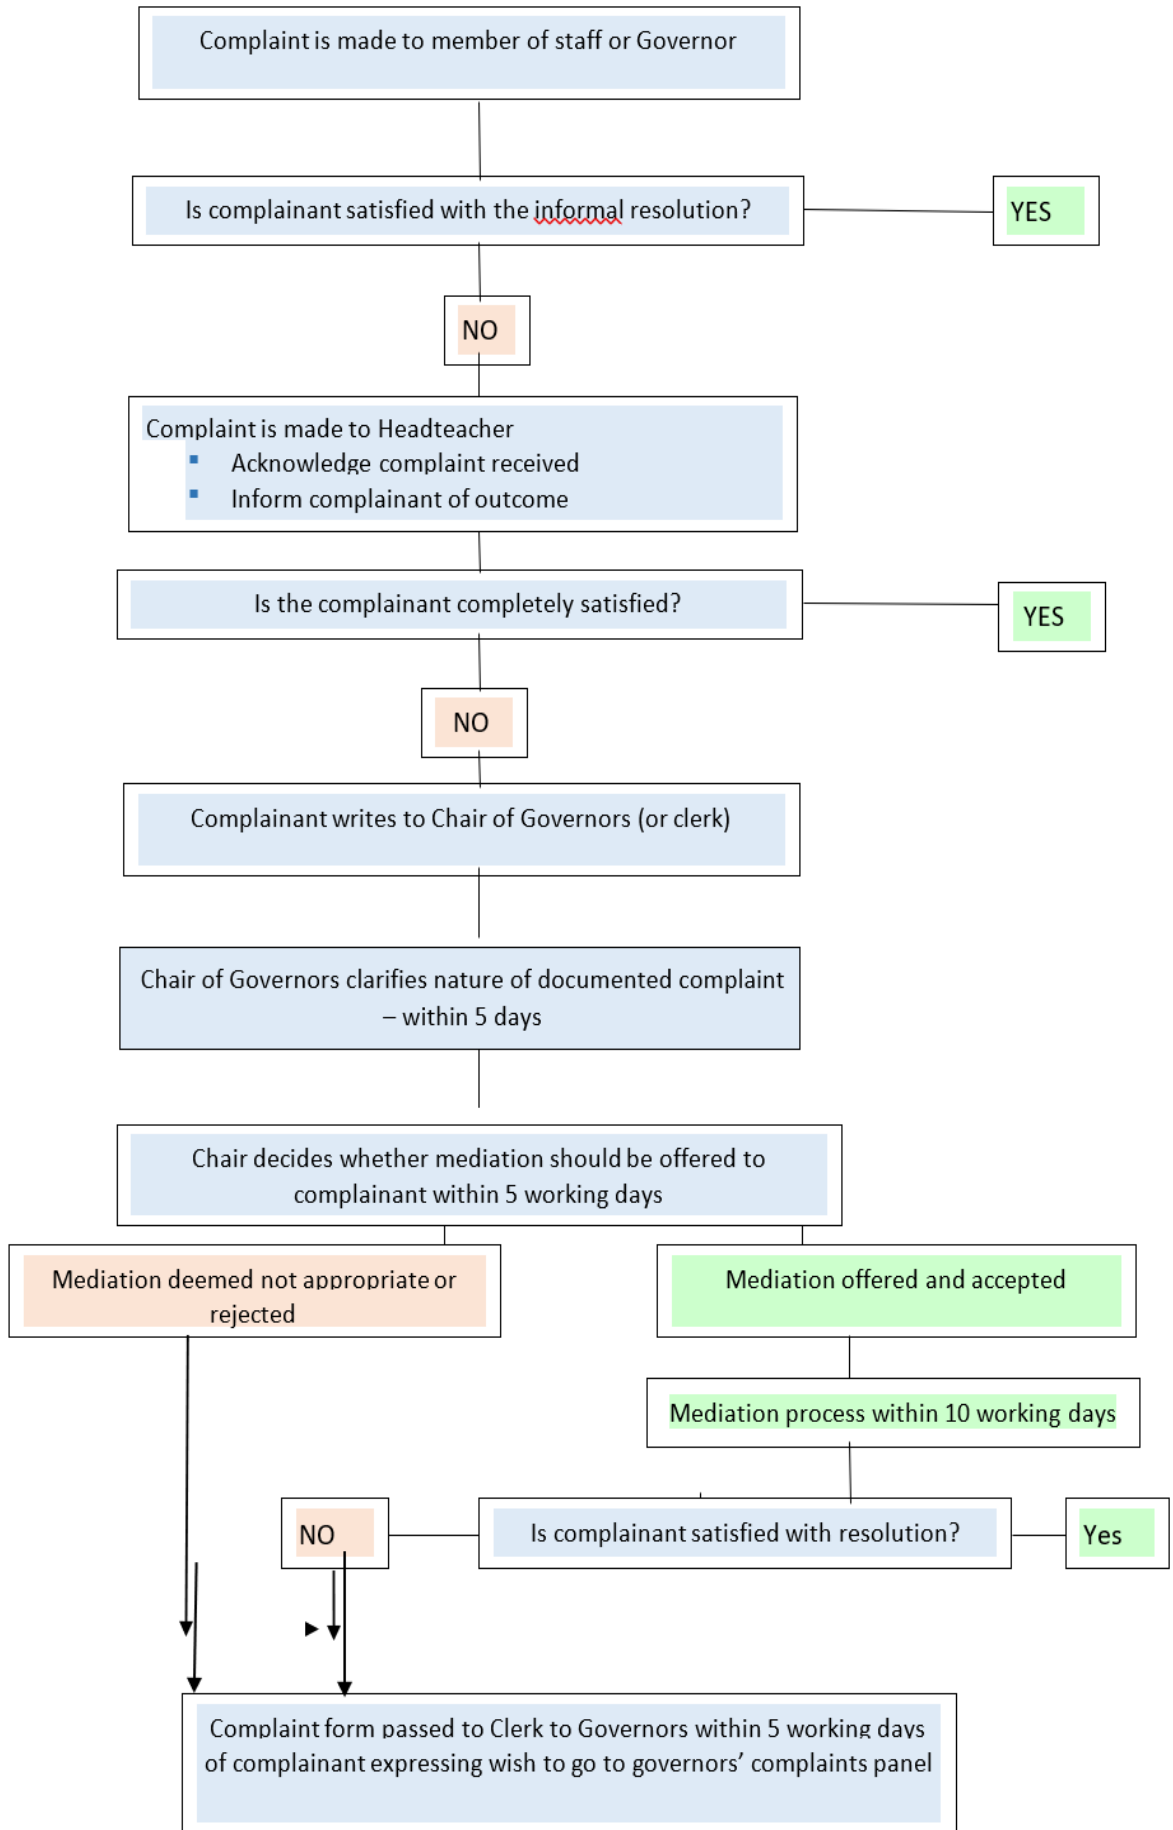 Complaint is made to member of staff or Governor
Is complainant satisfied with the informal resolution?
YES
NO
Complaint is made to Headteacher
Acknowledge complaint received
Inform complainant of outcome
Is the complainant completely satisfied?
YES
NO
Complainant writes to Chair of Governors (or clerk)
Chair of Governors clarifies nature of documented complaint
– within 5 days
Chair decides whether mediation should be offered to
complainant within 5 working days
Mediation deemed not appropriate or
rejected
Mediation offered and accepted
Mediation process within 10 working days
NO
Is complainant satisfied with resolution?
Yes
Complaint form passed to Clerk to Governors within 5 working days
of complainant expressing wish to go to governors’ complaints panel